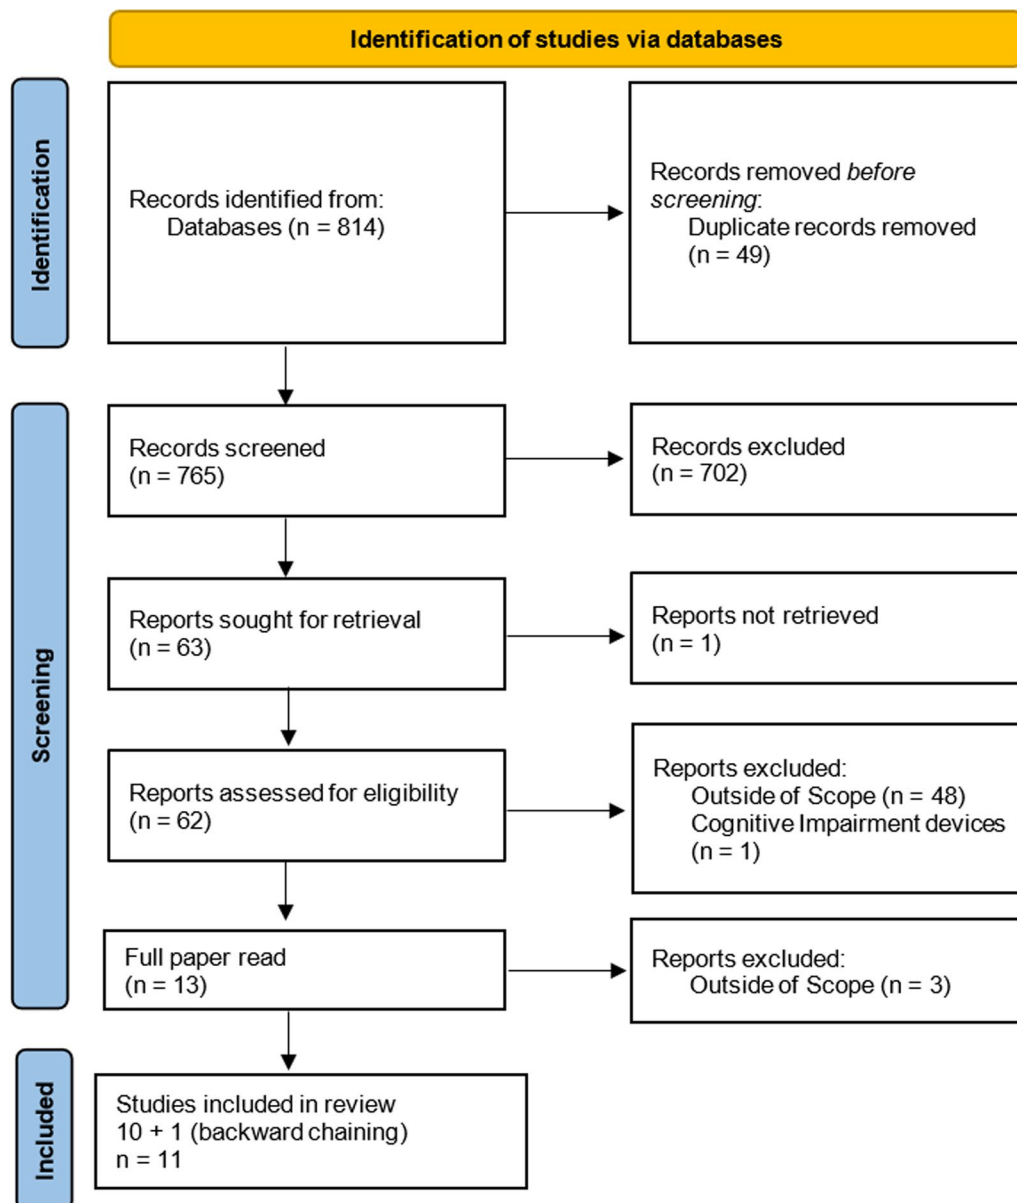 Identification of studies via databases
Identification
Records identified from:
Databases (n = 814)
Records removed before
screening:
Duplicate records removed
(n = 49)
Screening
Records screened
(n = 765)
Records excluded
(n = 702)
Reports sought for retrieval
(n = 63)
Reports not retrieved
(n = 1)
Reports assessed for eligibility
(n = 62)
Reports excluded:
Outside of Scope (n = 48)
Cognitive Impairment devices
(n = 1)
Full paper read
(n = 13)
Reports excluded:
Outside of Scope (n = 3)
Included
Studies included in review
10 + 1 (backward chaining)
n = 11